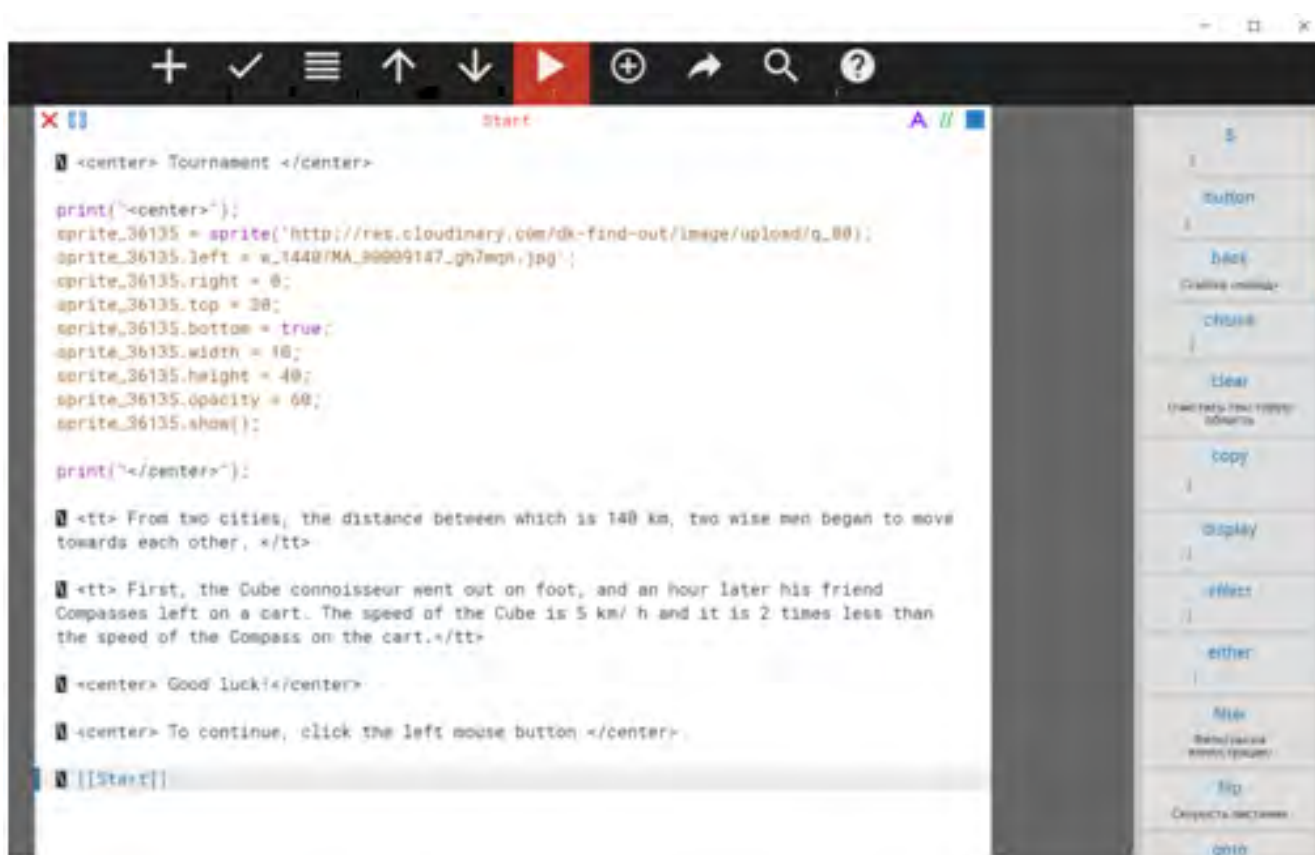 Start
A //
<center> Tournament </center>
print("<center>");
sprite_36135 = sprite('http://res.cloudinary.com/dk-find-out/image/upload/q_80);
sprite_36135.left = w_1440/MA_00009147_gh7mqn.jpg';
sprite_36135.right = 0;
sprite_36135.top = 30;
sprite_36135.bottom = true;
sprite_36135.width = 10;
sprite_36135.height = 40;
sprite_36135.opacity = 60;
sprite_36135.show();
print("</center>");
<tt> From two cities, the distance between which is 140 km, two wise men began to move
towards each other. </tt>
<tt> First, the Cube connoisseur went out on foot, and an hour later his friend
Compasses left on a cart. The speed of the Cube is 5 km/ h and it is 2 times less than
the speed of the Compass on the cart.</tt>
<center> Good luck!</center>
<center> To continue, click the left mouse button </center>
[[Start]]
button
back
clear
copy
display
effect
either
filter
flip
goto